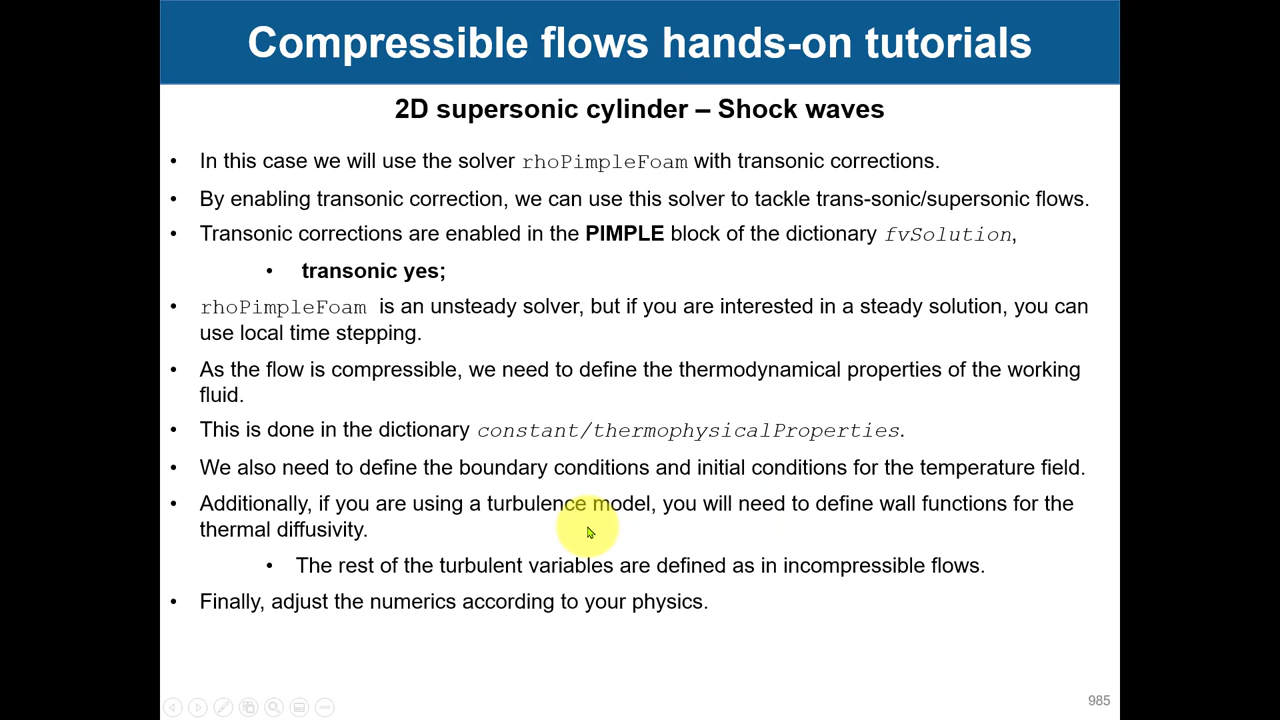 Compressible flows hands-on tutorials
2D supersonic cylinder – Shock waves
• In this case we will use the solver rhoPimpleFoam with transonic corrections.
• By enabling transonic correction, we can use this solver to tackle trans-sonic/supersonic flows.
• Transonic corrections are enabled in the PIMPLE block of the dictionary fvSolution,
• transonic yes;
• rhoPimpleFoam is an unsteady solver, but if you are interested in a steady solution, you can
use local time stepping.
• As the flow is compressible, we need to define the thermodynamical properties of the working
fluid.
• This is done in the dictionary constant/thermophysicalProperties.
• We also need to define the boundary conditions and initial conditions for the temperature field.
• Additionally, if you are using a turbulence model, you will need to define wall functions for the
thermal diffusivity.
• The rest of the turbulent variables are defined as in incompressible flows.
• Finally, adjust the numerics according to your physics.
985